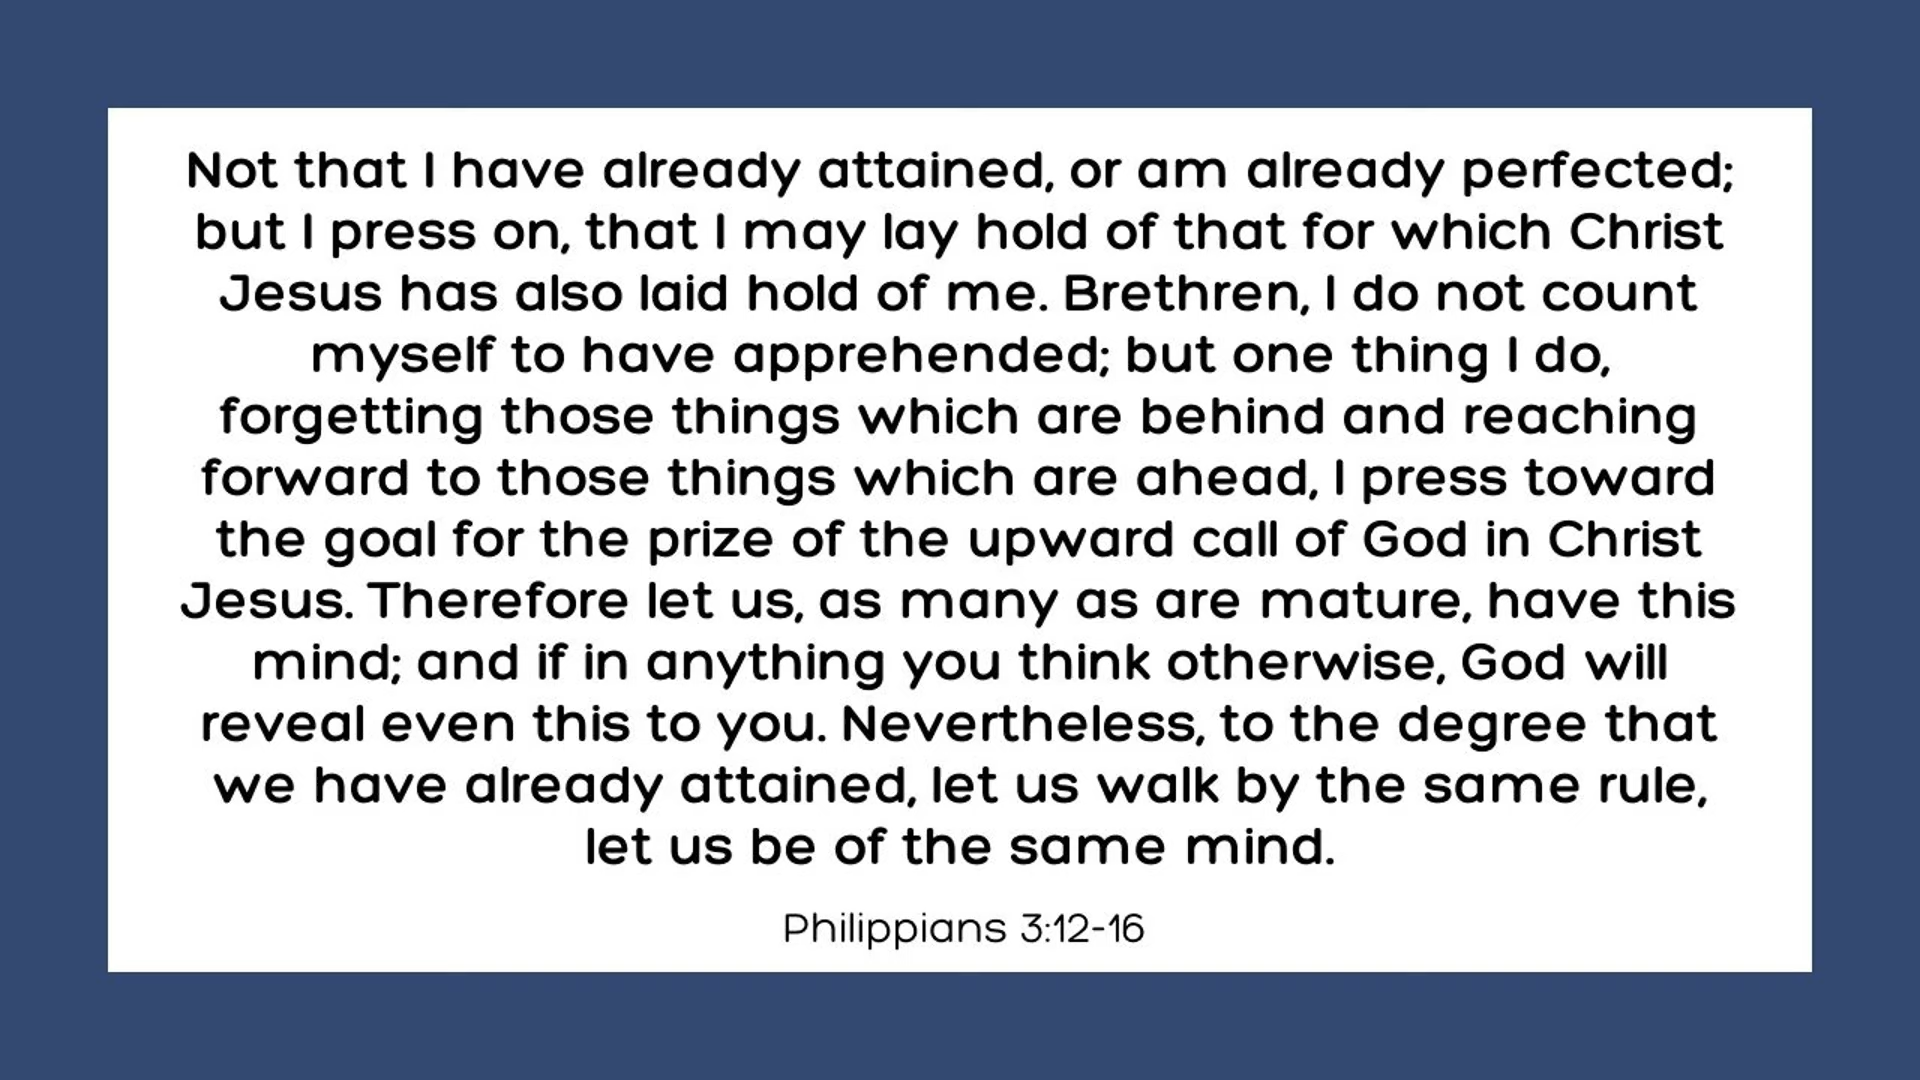 Not that I have already attained, or am already perfected;
but I press on, that I may lay hold of that for which Christ
Jesus has also laid hold of me. Brethren, I do not count
myself to have apprehended; but one thing I do,
forgetting those things which are behind and reaching
forward to those things which are ahead, I press toward
the goal for the prize of the upward call of God in Christ
Jesus. Therefore let us, as many as are mature, have this
mind; and if in anything you think otherwise, God will
reveal even this to you. Nevertheless, to the degree that
we have already attained, let us walk by the same rule,
let us be of the same mind.
Philippians 3:12-16